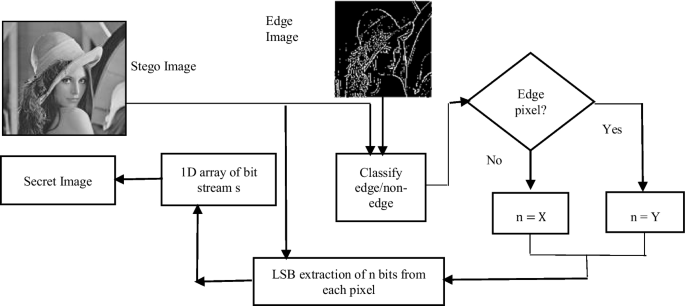 Edge
Image
Stego Image
Edge
pixel?
Yes
No
1D array of bit
stream s
Secret Image
Classify
edge/non-
edge
n = X
n = Y
LSB extraction of n bits from
each pixel